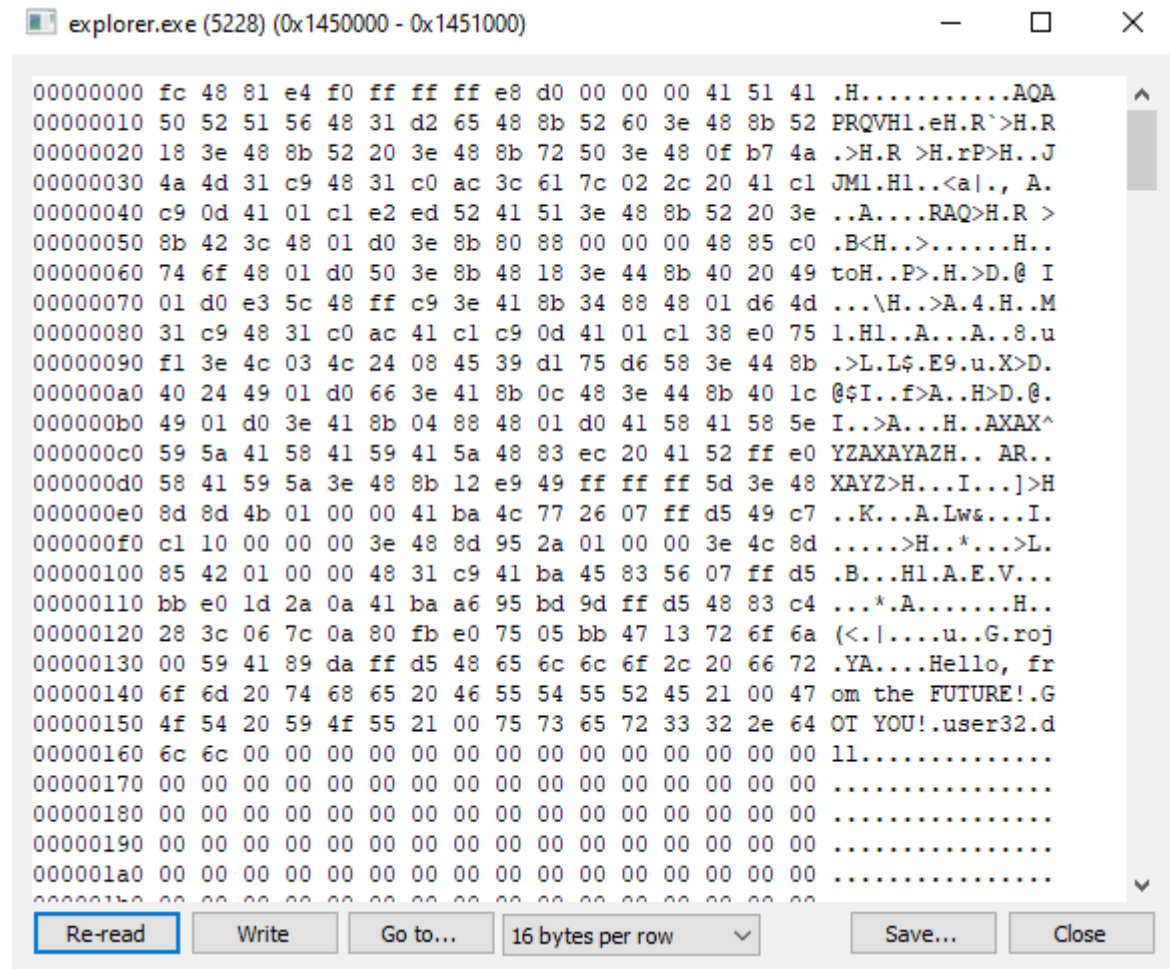 explorer.exe (5228) (0x1450000 - 0x1451000)
00000000 fc 48 81 e4 f0 ff ff ff e8 d0 00 00 00 41 51 41 .H...........AQA
00000010 50 52 51 56 48 31 d2 65 48 8b 52 60 3e 48 8b 52 PRQVH1.eH.R`>H.R
00000020 18 3e 48 8b 52 20 3e 48 8b 72 50 3e 48 0f b7 4a .>H.R >H.rP>H..J
00000030 4a 4d 31 c9 48 31 c0 ac 3c 61 7c 02 2c 20 41 c1 JM1.H1..<a|., A.
00000040 c9 0d 41 01 c1 e2 ed 52 41 51 3e 48 8b 52 20 3e ..A....RAQ>H.R >
00000050 8b 42 3c 48 01 d0 3e 8b 80 88 00 00 00 48 85 c0 .B<H..>......H..
00000060 74 6f 48 01 d0 50 3e 8b 48 18 3e 44 8b 40 20 49 toH..P>.H.>D.@ I
00000070 01 d0 e3 5c 48 ff c9 3e 41 8b 34 88 48 01 d6 4d ...\H..>A.4.H..M
00000080 31 c9 48 31 c0 ac 41 c1 c9 0d 41 01 c1 38 e0 75 1.H1..A...A..8.u
00000090 f1 3e 4c 03 4c 24 08 45 39 d1 75 d6 58 3e 44 8b .>L.L$.E9.u.X>D.
000000a0 40 24 49 01 d0 66 3e 41 8b 0c 48 3e 44 8b 40 1c @$I..f>A..H>D.@.
000000b0 49 01 d0 3e 41 8b 04 88 48 01 d0 41 58 41 58 5e I..>A...H..AXAX^
000000c0 59 5a 41 58 41 59 41 5a 48 83 ec 20 41 52 ff e0 YZAXAYAZH.. AR..
000000d0 58 41 59 5a 3e 48 8b 12 e9 49 ff ff ff 5d 3e 48 XAYZ>H...I...]>H
000000e0 8d 8d 4b 01 00 00 41 ba 4c 77 26 07 ff d5 49 c7 ..K...A.Lw&...I.
000000f0 c1 10 00 00 00 3e 48 8d 95 2a 01 00 00 3e 4c 8d .....>H..*...>L.
00000100 85 42 01 00 00 48 31 c9 41 ba 45 83 56 07 ff d5 .B...H1.A.E.V...
00000110 bb e0 1d 2a 0a 41 ba a6 95 bd 9d ff d5 48 83 c4 ...*.A.......H..
00000120 28 3c 06 7c 0a 80 fb e0 75 05 bb 47 13 72 6f 6a (<.|....u..G.roj
00000130 00 59 41 89 da ff d5 48 65 6c 6c 6f 2c 20 66 72 .YA....Hello, fr
00000140 6f 6d 20 74 68 65 20 46 55 54 55 52 45 21 00 47 om the FUTURE!.G
00000150 4f 54 20 59 4f 55 21 00 75 73 65 72 33 32 2e 64 OT YOU!.user32.d
00000160 6c 6c 00 00 00 00 00 00 00 00 00 00 00 00 00 00 ll..............
00000170 00 00 00 00 00 00 00 00 00 00 00 00 00 00 00 00 ................
00000180 00 00 00 00 00 00 00 00 00 00 00 00 00 00 00 00 ................
00000190 00 00 00 00 00 00 00 00 00 00 00 00 00 00 00 00 ................
000001a0 00 00 00 00 00 00 00 00 00 00 00 00 00 00 00 00 ................
Re-read Write Go to... 16 bytes per row Save... Close